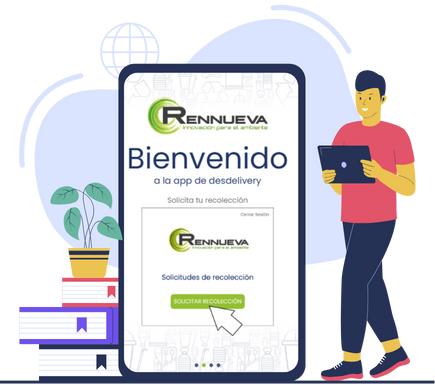 RENNUEVA
Innovación para el ambiente
Bienvenido
a la app de desdelivery
Solicita tu recolección
Cerrar Sesión
RENNUEVA
Innovación para el ambiente
Solicitudes de recolección
SOLICITAR RECOLECCIÓN